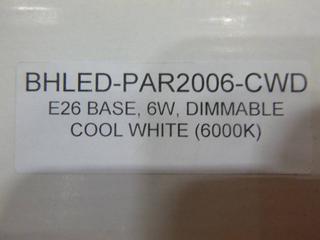 BHLED-PAR2006-CWD
E26 BASE, 6W, DIMMABLE
COOL WHITE (6000K)